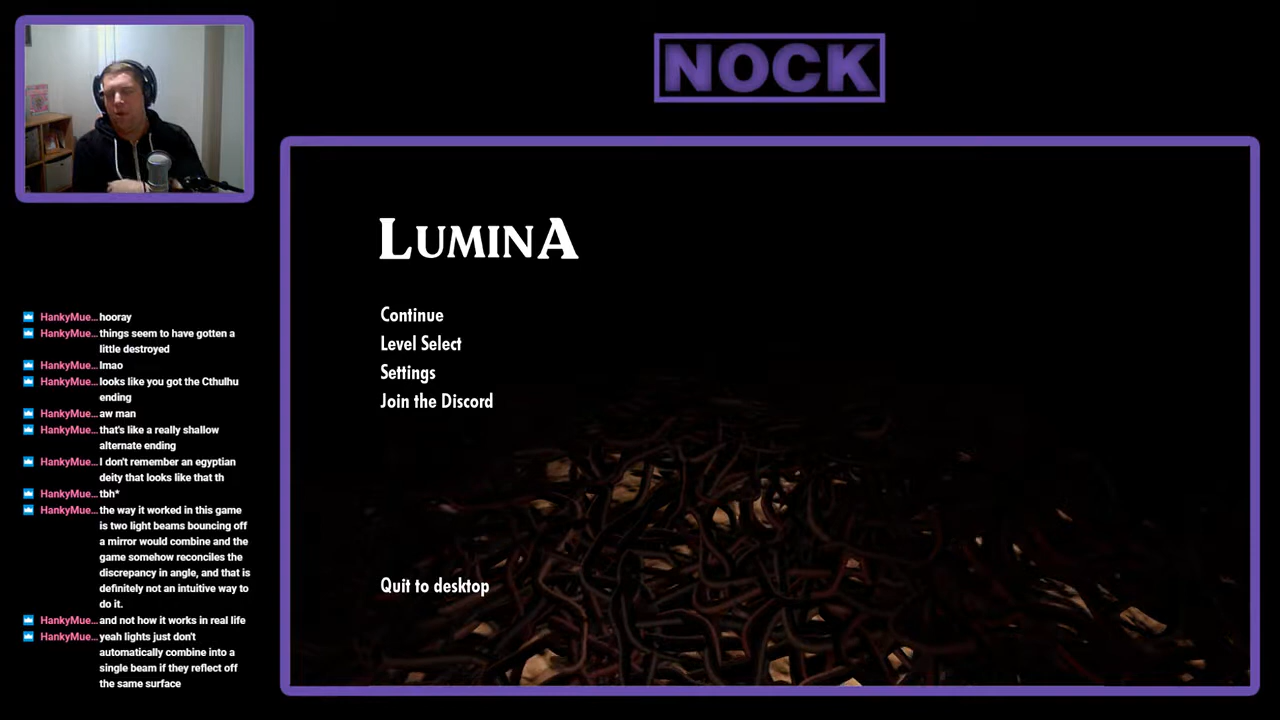 NOCK
LUMINA
Continue
Level Select
Settings
Join the Discord
Quit to desktop
HankyMue... hooray
HankyMue... things seem to have gotten a
little destroyed
HankyMue... lmao
HankyMue... looks like you got the Cthulhu
ending
HankyMue... aw man
HankyMue... that's like a really shallow
alternate ending
HankyMue... I don't remember an egyptian
deity that looks like that th
HankyMue... tbh*
HankyMue... the way it worked in this game
is two light beams bouncing off
a mirror would combine and the
game somehow reconciles the
discrepancy in angle, and that is
definitely not an intuitive way to
do it.
HankyMue... and not how it works in real life
HankyMue... yeah lights just don't
automatically combine into a
single beam if they reflect off
the same surface